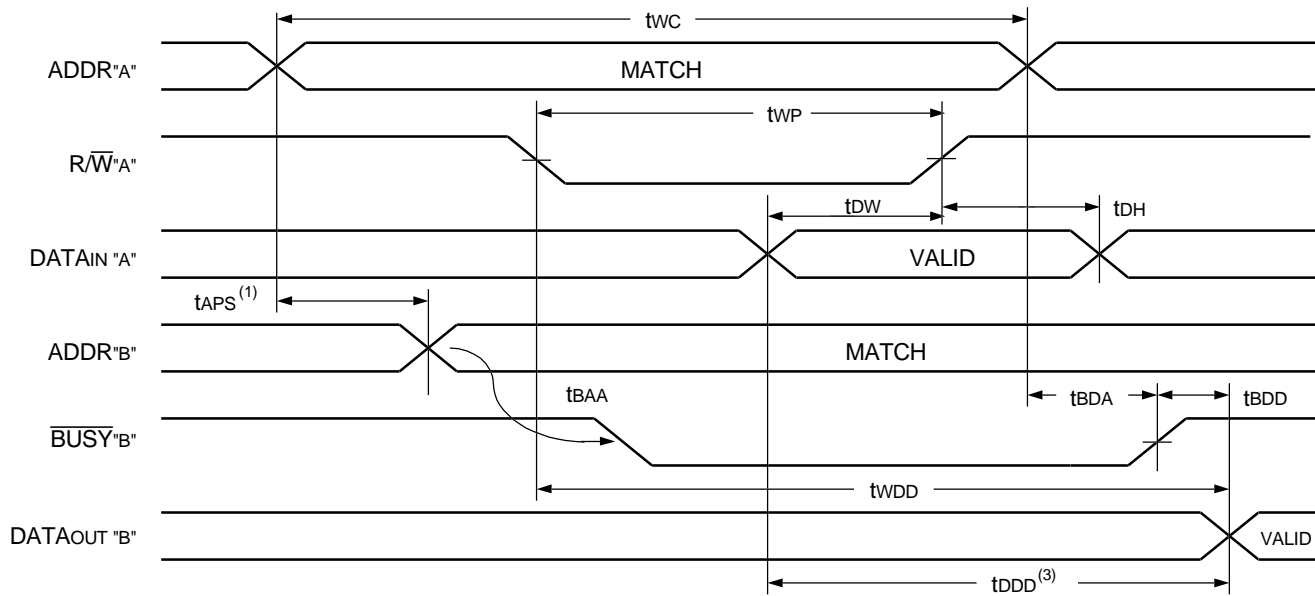 tWC
ADDR"A"
MATCH
tWP
R/W"A"
tDW
tDH
DATAIN "A"
VALID
tAPS(1)
ADDR"B"
MATCH
tBAA
tBDA
tBDD
BUSY"B"
tWDD
DATAOUT "B"
VALID
tDDD(3)